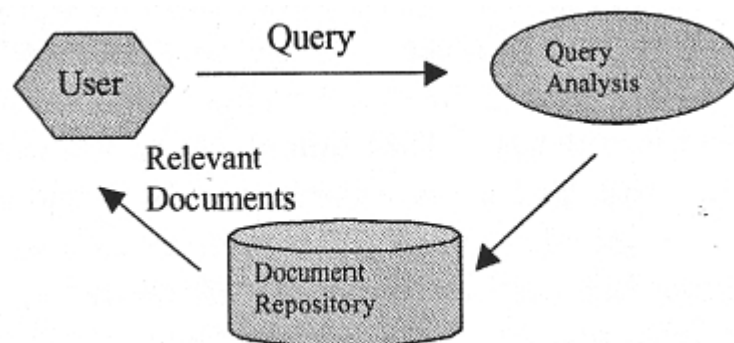 Query
User
Query
Analysis
Relevant
Documents
Document
Repository